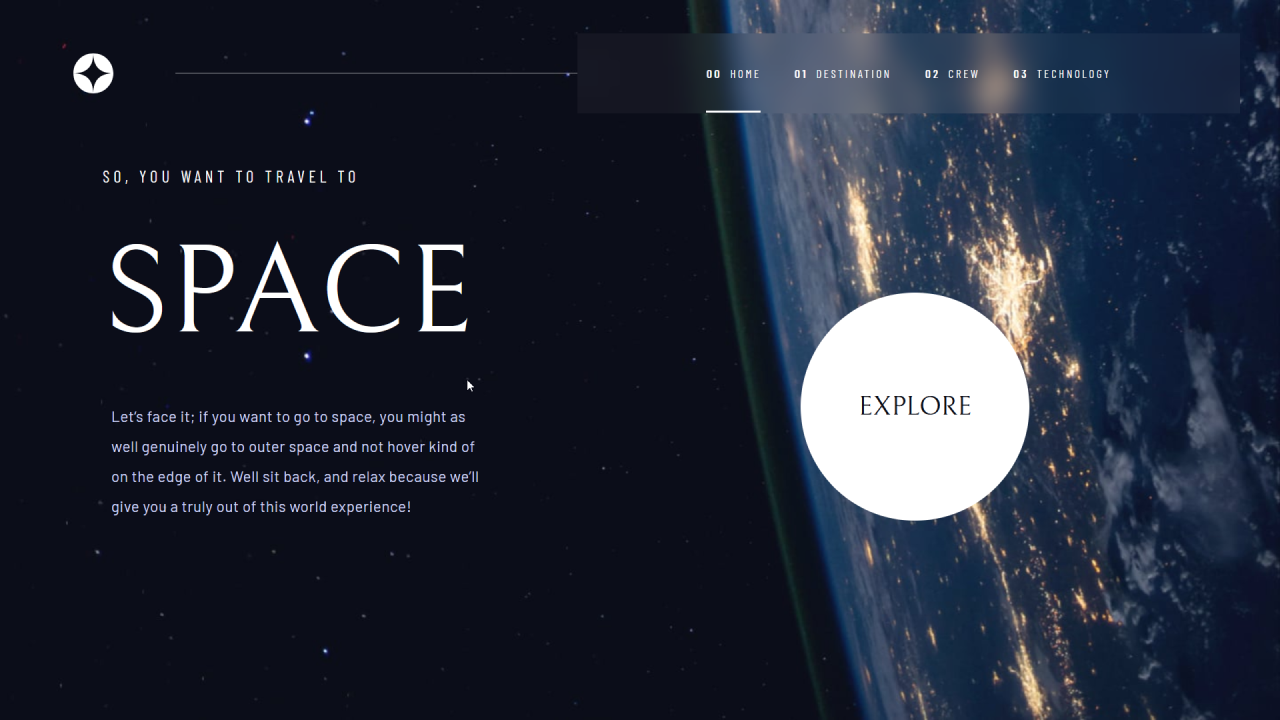 00 HOME 01 DESTINATION 02 CREW 03 TECHNOLOGY
SO, YOU WANT TO TRAVEL TO
SPACE
Let’s face it; if you want to go to space, you might as
well genuinely go to outer space and not hover kind of
on the edge of it. Well sit back, and relax because we’ll
give you a truly out of this world experience!
EXPLORE